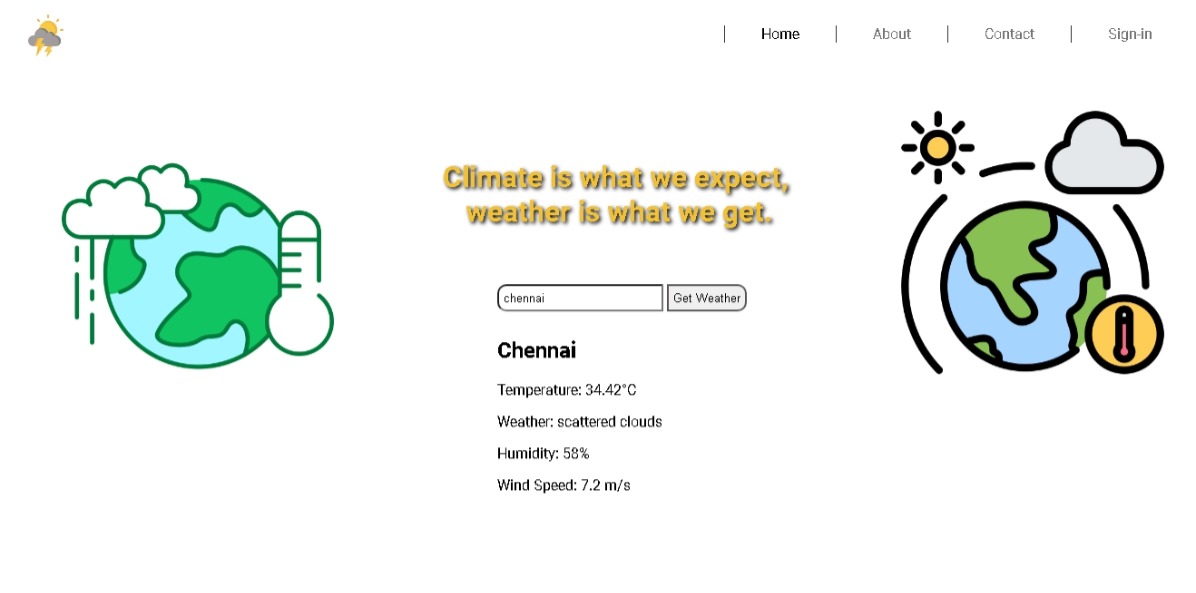 Home
About
Contact
Sign-in
Climate is what we expect,
weather is what we get.
chennai
Get Weather
Chennai
Temperature: 34.42°C
Weather: scattered clouds
Humidity: 58%
Wind Speed: 7.2 m/s